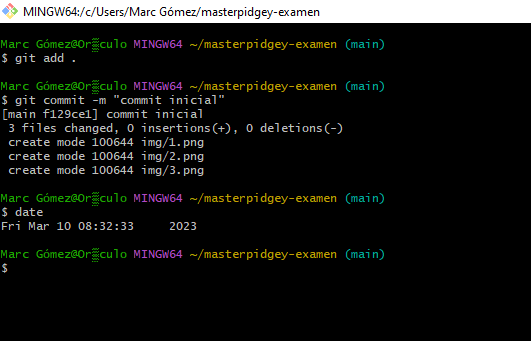 MINGW64:/c/Users/Marc Gómez/masterpidgey-examen
Marc Gómez@Or▒culo MINGW64 ~/masterpidgey-examen (main)
$ git add .
Marc Gómez@Or▒culo MINGW64 ~/masterpidgey-examen (main)
$ git commit -m "commit inicial"
[main f129ce1] commit inicial
 3 files changed, 0 insertions(+), 0 deletions(-)
 create mode 100644 img/1.png
 create mode 100644 img/2.png
 create mode 100644 img/3.png
Marc Gómez@Or▒culo MINGW64 ~/masterpidgey-examen (main)
$ date
Fri Mar 10 08:32:33     2023
Marc Gómez@Or▒culo MINGW64 ~/masterpidgey-examen (main)
$